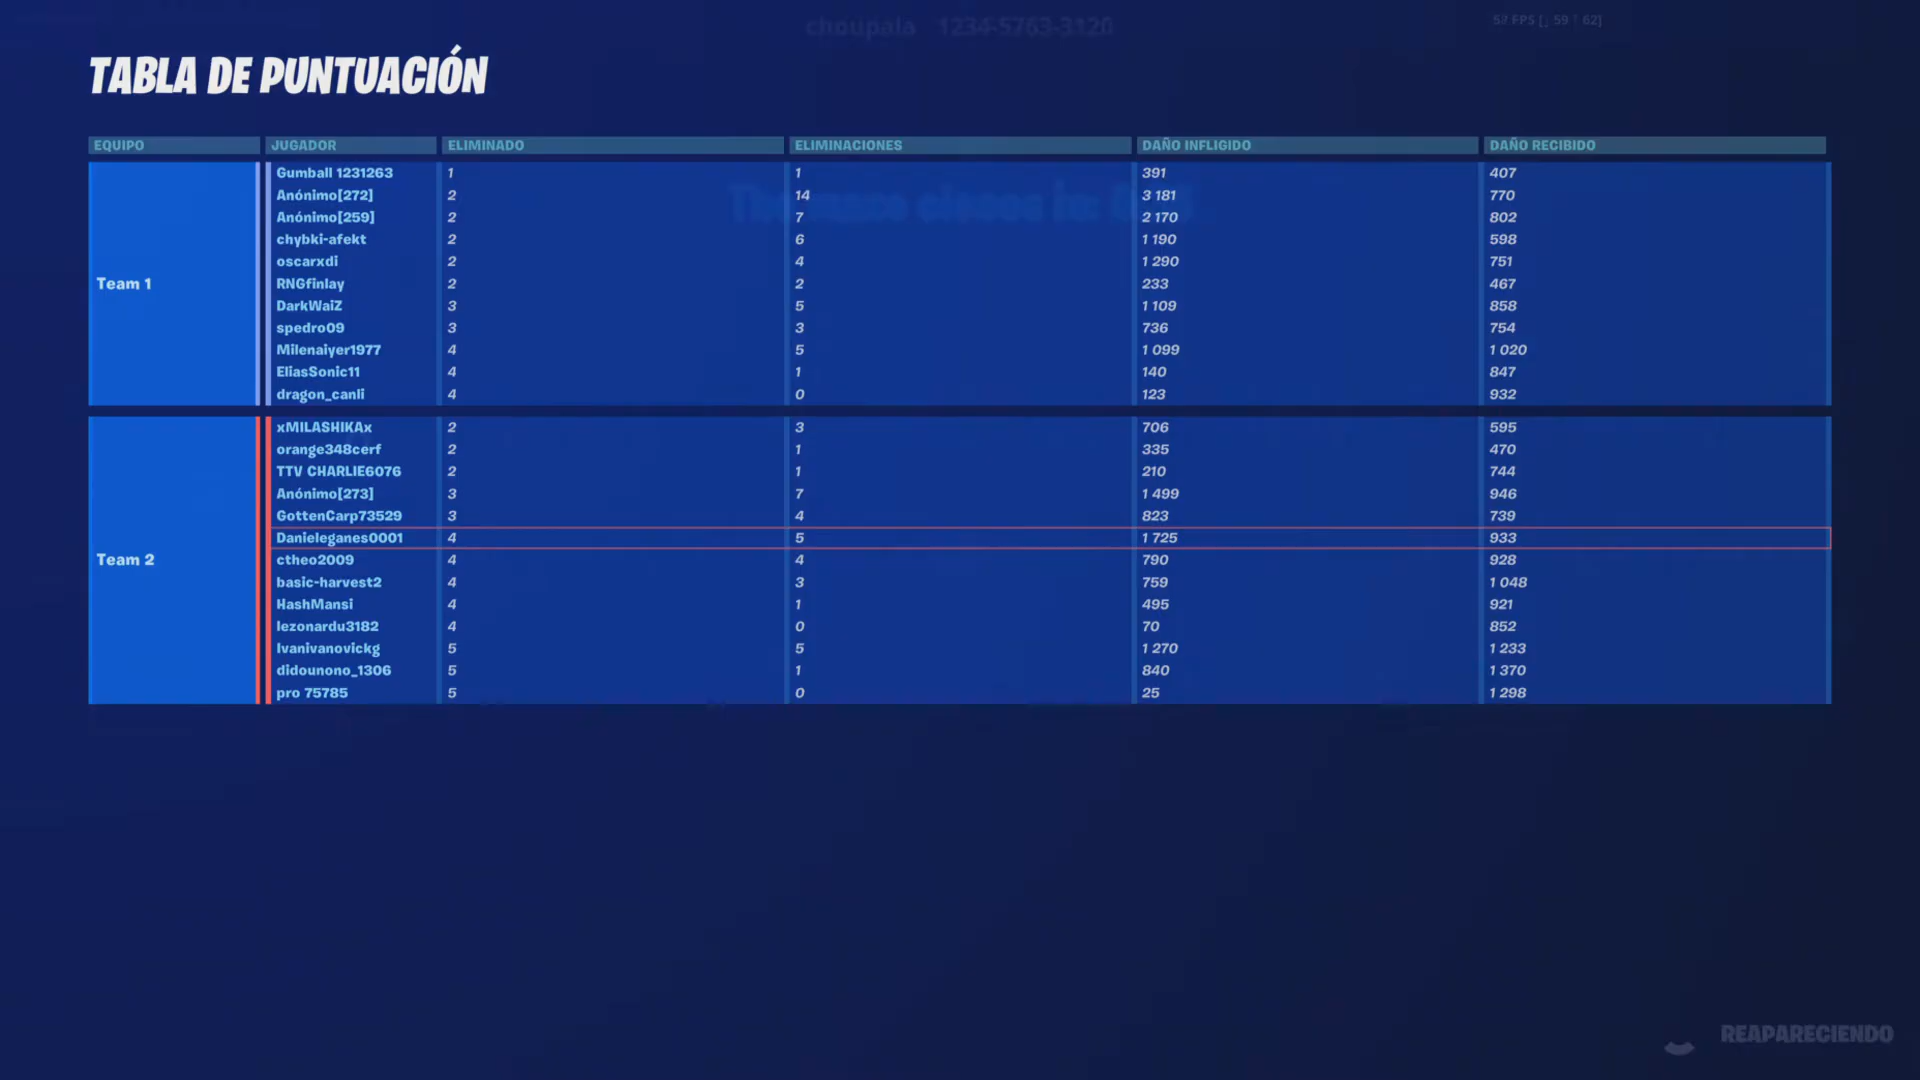 choupala 1234-5763-3120
59 FPS [↓ 59 ↑ 62]
TABLA DE PUNTUACIÓN
EQUIPO JUGADOR ELIMINADO ELIMINACIONES DAÑO INFLIGIDO DAÑO RECIBIDO
Gumball 1231263 1 1 391 407
Anónimo[272] 2 14 3 181 770
Anónimo[259] 2 7 2 170 802
chybki-afekt 2 6 1 190 598
oscarxdi 2 4 1 290 751
Team 1 RNGfinlay 2 2 233 467
DarkWaiZ 3 5 1 109 858
spedro09 3 3 736 754
Milenaiyer1977 4 5 1 099 1 020
EliasSonic11 4 1 140 847
dragon_canli 4 0 123 932
xMILASHIKAx 2 3 706 595
orange348cerf 2 1 335 470
TTV CHARLIE6076 2 1 210 744
Anónimo[273] 3 7 1 499 946
GottenCarp73529 3 4 823 739
Danieleganes0001 4 5 1 725 933
Team 2 ctheo2009 4 4 790 928
basic-harvest2 4 3 759 1 048
HashMansi 4 1 495 921
lezonardu3182 4 0 70 852
Ivanivanovickg 5 5 1 270 1 233
didounono_1306 5 1 840 1 370
pro 75785 5 0 25 1 298
REAPARECIENDO